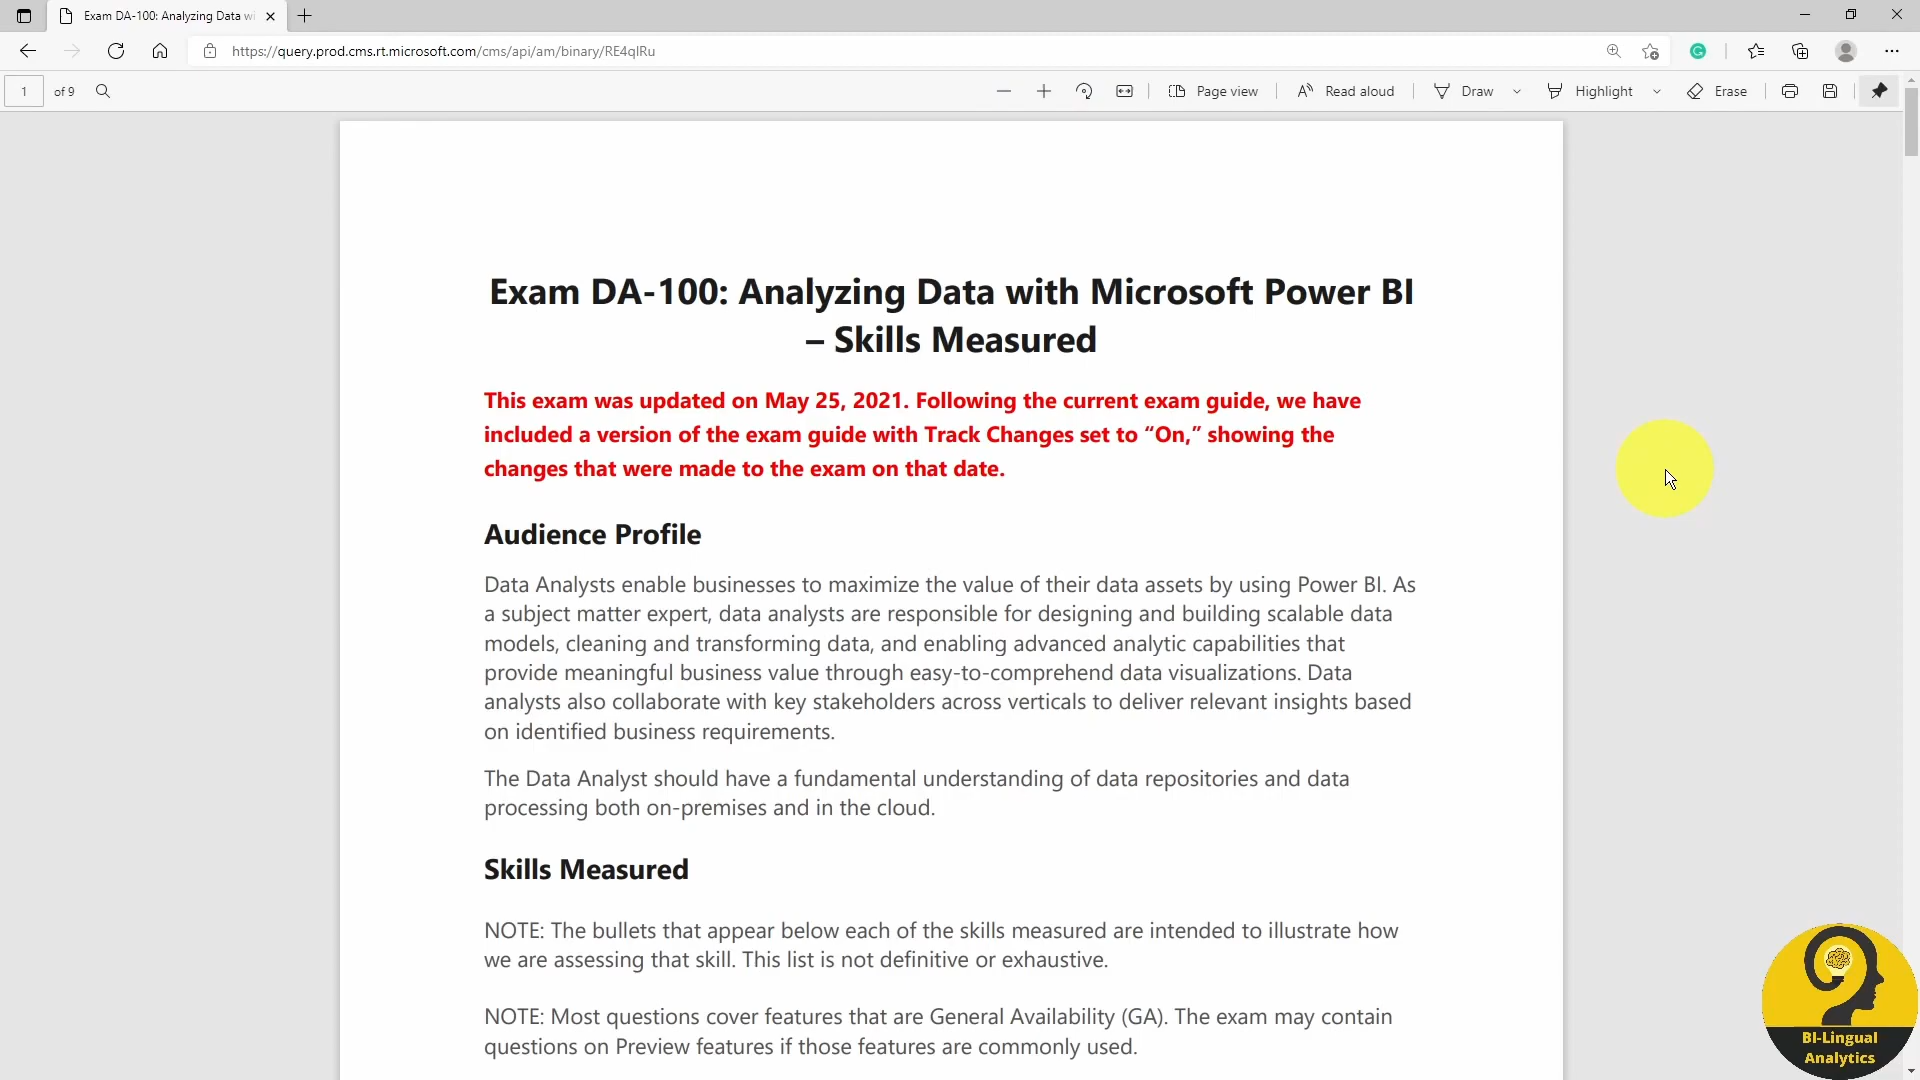 Exam DA-100: Analyzing Data wi
https://query.prod.cms.rt.microsoft.com/cms/api/am/binary/RE4qIRu
1 of 9
Page view
Read aloud
Draw
Highlight
Erase
Exam DA-100: Analyzing Data with Microsoft Power BI
– Skills Measured
This exam was updated on May 25, 2021. Following the current exam guide, we have
included a version of the exam guide with Track Changes set to “On,” showing the
changes that were made to the exam on that date.
Audience Profile
Data Analysts enable businesses to maximize the value of their data assets by using Power BI. As
a subject matter expert, data analysts are responsible for designing and building scalable data
models, cleaning and transforming data, and enabling advanced analytic capabilities that
provide meaningful business value through easy-to-comprehend data visualizations. Data
analysts also collaborate with key stakeholders across verticals to deliver relevant insights based
on identified business requirements.
The Data Analyst should have a fundamental understanding of data repositories and data
processing both on-premises and in the cloud.
Skills Measured
NOTE: The bullets that appear below each of the skills measured are intended to illustrate how
we are assessing that skill. This list is not definitive or exhaustive.
NOTE: Most questions cover features that are General Availability (GA). The exam may contain
questions on Preview features if those features are commonly used.
BI-Lingual
Analytics